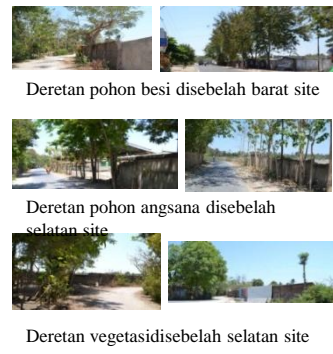 Deretan pohon besi disebelah barat site
Deretan pohon angsana disebelah
selatan site
Deretan vegetasidisebelah selatan site